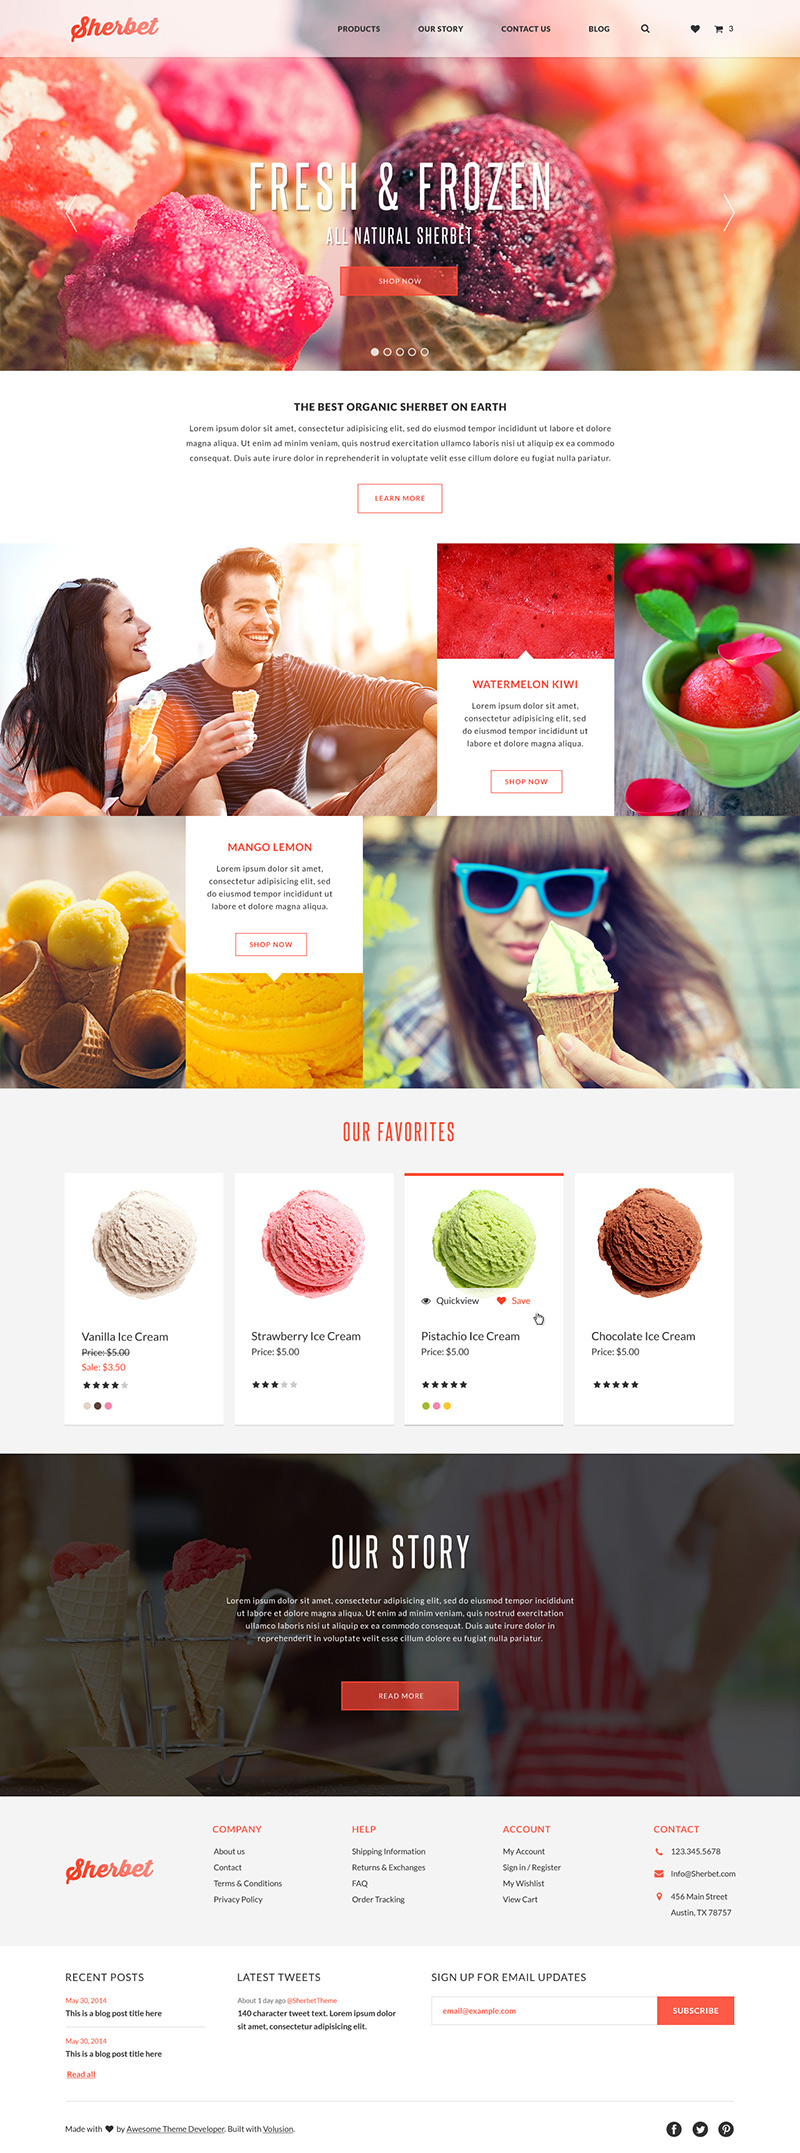 Sherbet
PRODUCTS
OUR STORY
CONTACT US
BLOG
3
FRESH & FROZEN
ALL NATURAL SHERBET
SHOP NOW
THE BEST ORGANIC SHERBET ON EARTH
Lorem ipsum dolor sit amet, consectetur adipisicing elit, sed do eiusmod tempor incididunt ut labore et dolore
magna aliqua. Ut enim ad minim veniam, quis nostrud exercitation ullamco laboris nisi ut aliquip ex ea commodo
consequat. Duis aute irure dolor in reprehenderit in voluptate velit esse cillum dolore eu fugiat nulla pariatur.
LEARN MORE
WATERMELON KIWI
Lorem ipsum dolor sit amet,
consectetur adipisicing elit, sed
do eiusmod tempor incididunt ut
labore et dolore magna aliqua.
SHOP NOW
MANGO LEMON
Lorem ipsum dolor sit amet,
consectetur adipisicing elit, sed
do eiusmod tempor incididunt ut
labore et dolore magna aliqua.
SHOP NOW
OUR FAVORITES
Vanilla Ice Cream
Price: $5.00
Sale: $3.50
Strawberry Ice Cream
Price: $5.00
Quickview
Save
Pistachio Ice Cream
Price: $5.00
Chocolate Ice Cream
Price: $5.00
OUR STORY
Lorem ipsum dolor sit amet, consectetur adipisicing elit, sed do eiusmod tempor incididunt
ut labore et dolore magna aliqua. Ut enim ad minim veniam, quis nostrud exercitation
ullamco laboris nisi ut aliquip ex ea commodo consequat. Duis aute irure dolor in
reprehenderit in voluptate velit esse cillum dolore eu fugiat nulla pariatur.
READ MORE
Sherbet
COMPANY
About us
Contact
Terms & Conditions
Privacy Policy
HELP
Shipping Information
Returns & Exchanges
FAQ
Order Tracking
ACCOUNT
My Account
Sign in / Register
My Wishlist
View Cart
CONTACT
123.345.5678
Info@Sherbet.com
456 Main Street
Austin, TX 78757
RECENT POSTS
May 30, 2014
This is a blog post title here
May 30, 2014
This is a blog post title here
Read all
LATEST TWEETS
About 1 day ago @SherbetTheme
140 character tweet text. Lorem ipsum dolor
sit amet, consectetur adipisicing elit.
SIGN UP FOR EMAIL UPDATES
email@example.com
SUBSCRIBE
Made with ♥ by Awesome Theme Developer. Built with Volusion.